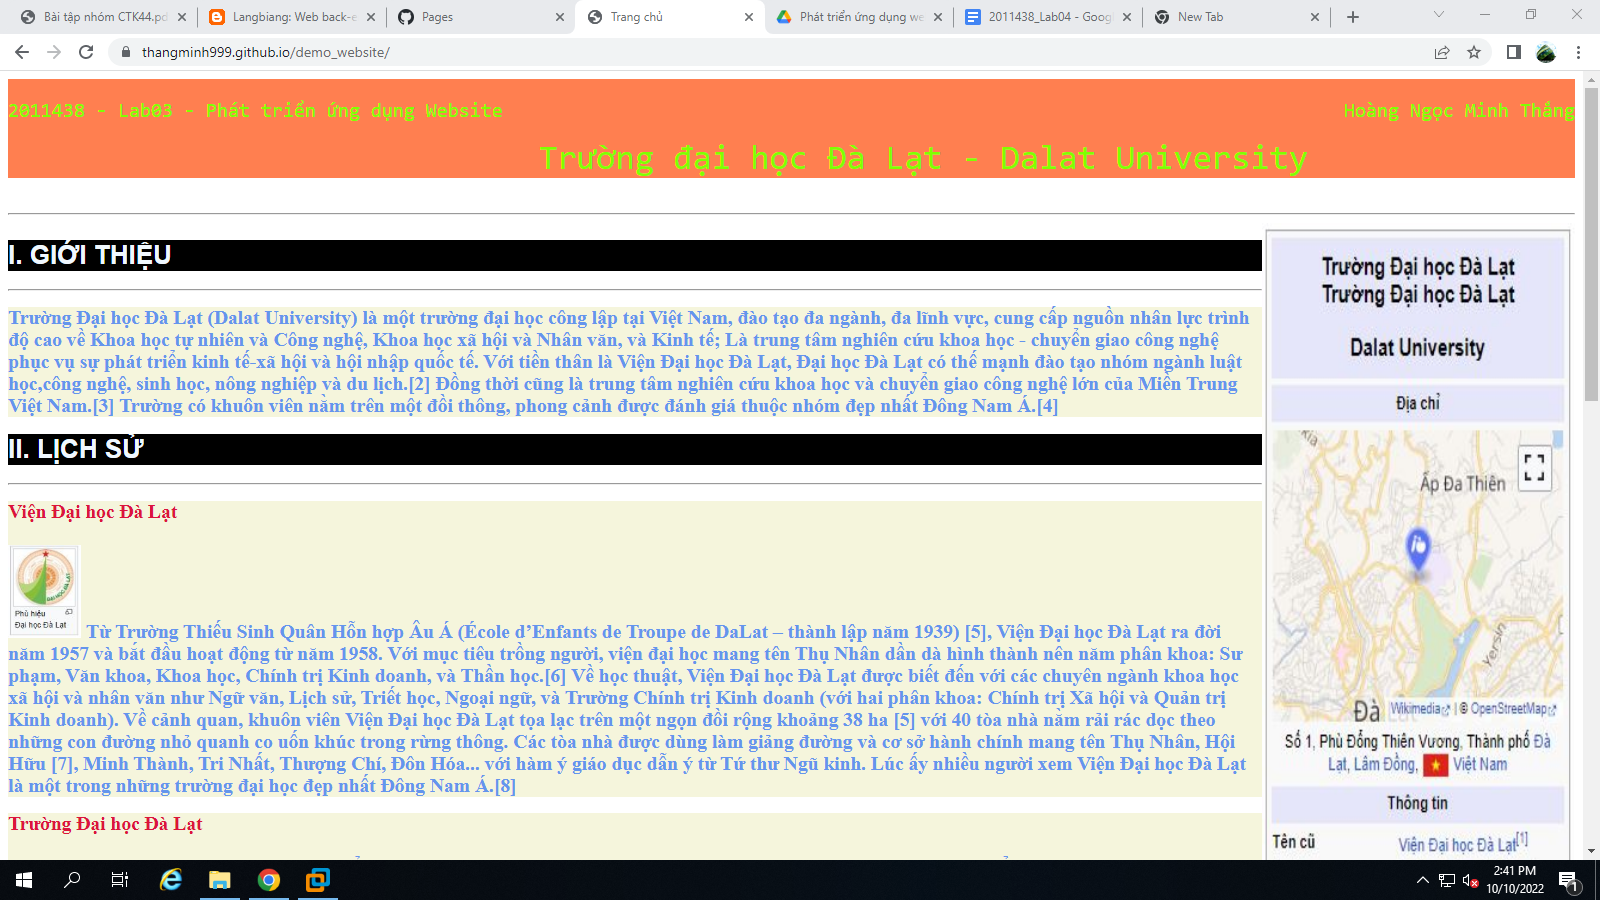 Bài tập nhóm CTK44.pd
Langbiang: Web back-e
Pages
Trang chủ
Phát triển ứng dụng we
2011438_Lab04 - Goog
New Tab
thangminh999.github.io/demo_website/
2011438 - Lab03 - Phát triển ứng dụng Website
Hoàng Ngọc Minh Thắng
Trường đại học Đà Lạt - Dalat University
I. GIỚI THIỆU
Trường Đại học Đà Lạt (Dalat University) là một trường đại học công lập tại Việt Nam, đào tạo đa ngành, đa lĩnh vực, cung cấp nguồn nhân lực trình
độ cao về Khoa học tự nhiên và Công nghệ, Khoa học xã hội và Nhân văn, và Kinh tế; Là trung tâm nghiên cứu khoa học - chuyển giao công nghệ
phục vụ sự phát triển kinh tế-xã hội và hội nhập quốc tế. Với tiền thân là Viện Đại học Đà Lạt, Đại học Đà Lạt có thế mạnh đào tạo nhóm ngành luật
học,công nghệ, sinh học, nông nghiệp và du lịch.[2] Đồng thời cũng là trung tâm nghiên cứu khoa học và chuyển giao công nghệ lớn của Miền Trung
Việt Nam.[3] Trường có khuôn viên nằm trên một đồi thông, phong cảnh được đánh giá thuộc nhóm đẹp nhất Đông Nam Á.[4]
II. LỊCH SỬ
Viện Đại học Đà Lạt
ĐẠI HỌC ĐÀ LẠT
Phù hiệu
Đại học Đà Lạt
Từ Trường Thiếu Sinh Quân Hỗn hợp Âu Á (École d’Enfants de Troupe de DaLat – thành lập năm 1939) [5], Viện Đại học Đà Lạt ra đời
năm 1957 và bắt đầu hoạt động từ năm 1958. Với mục tiêu trồng người, viện đại học mang tên Thụ Nhân dần dà hình thành nên năm phân khoa: Sư
phạm, Văn khoa, Khoa học, Chính trị Kinh doanh, và Thần học.[6] Về học thuật, Viện Đại học Đà Lạt được biết đến với các chuyên ngành khoa học
xã hội và nhân văn như Ngữ văn, Lịch sử, Triết học, Ngoại ngữ, và Trường Chính trị Kinh doanh (với hai phân khoa: Chính trị Xã hội và Quản trị
Kinh doanh). Về cảnh quan, khuôn viên Viện Đại học Đà Lạt tọa lạc trên một ngọn đồi rộng khoảng 38 ha [5] với 40 tòa nhà nằm rải rác dọc theo
những con đường nhỏ quanh co uốn khúc trong rừng thông. Các tòa nhà được dùng làm giảng đường và cơ sở hành chính mang tên Thụ Nhân, Hội
Hữu [7], Minh Thành, Tri Nhất, Thượng Chí, Đôn Hóa... với hàm ý giáo dục dẫn ý từ Tứ thư Ngũ kinh. Lúc ấy nhiều người xem Viện Đại học Đà Lạt
là một trong những trường đại học đẹp nhất Đông Nam Á.[8]
Trường Đại học Đà Lạt
Trường Đại học Đà Lạt
Trường Đại học Đà Lạt
Dalat University
Địa chỉ
Ấp Đa Thiện
Yersin
Đà
Wikimedia | © OpenStreetMap
Số 1, Phù Đổng Thiên Vương, Thành phố Đà
Lạt, Lâm Đồng, Việt Nam
Thông tin
Tên cũ
Viện Đại học Đà Lạt[1]
2:41 PM
10/10/2022
1